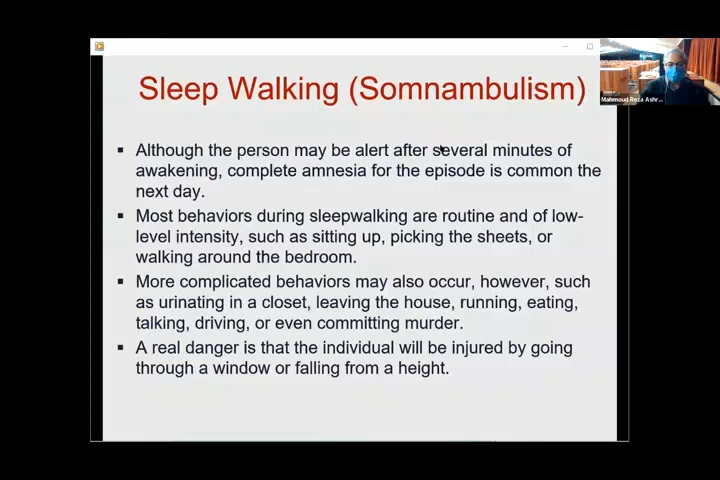 Sleep Walking (Somnambulism)
Mahmoud Reza Ashr...
Although the person may be alert after several minutes of
awakening, complete amnesia for the episode is common the
next day.
Most behaviors during sleepwalking are routine and of low-
level intensity, such as sitting up, picking the sheets, or
walking around the bedroom.
More complicated behaviors may also occur, however, such
as urinating in a closet, leaving the house, running, eating,
talking, driving, or even committing murder.
A real danger is that the individual will be injured by going
through a window or falling from a height.